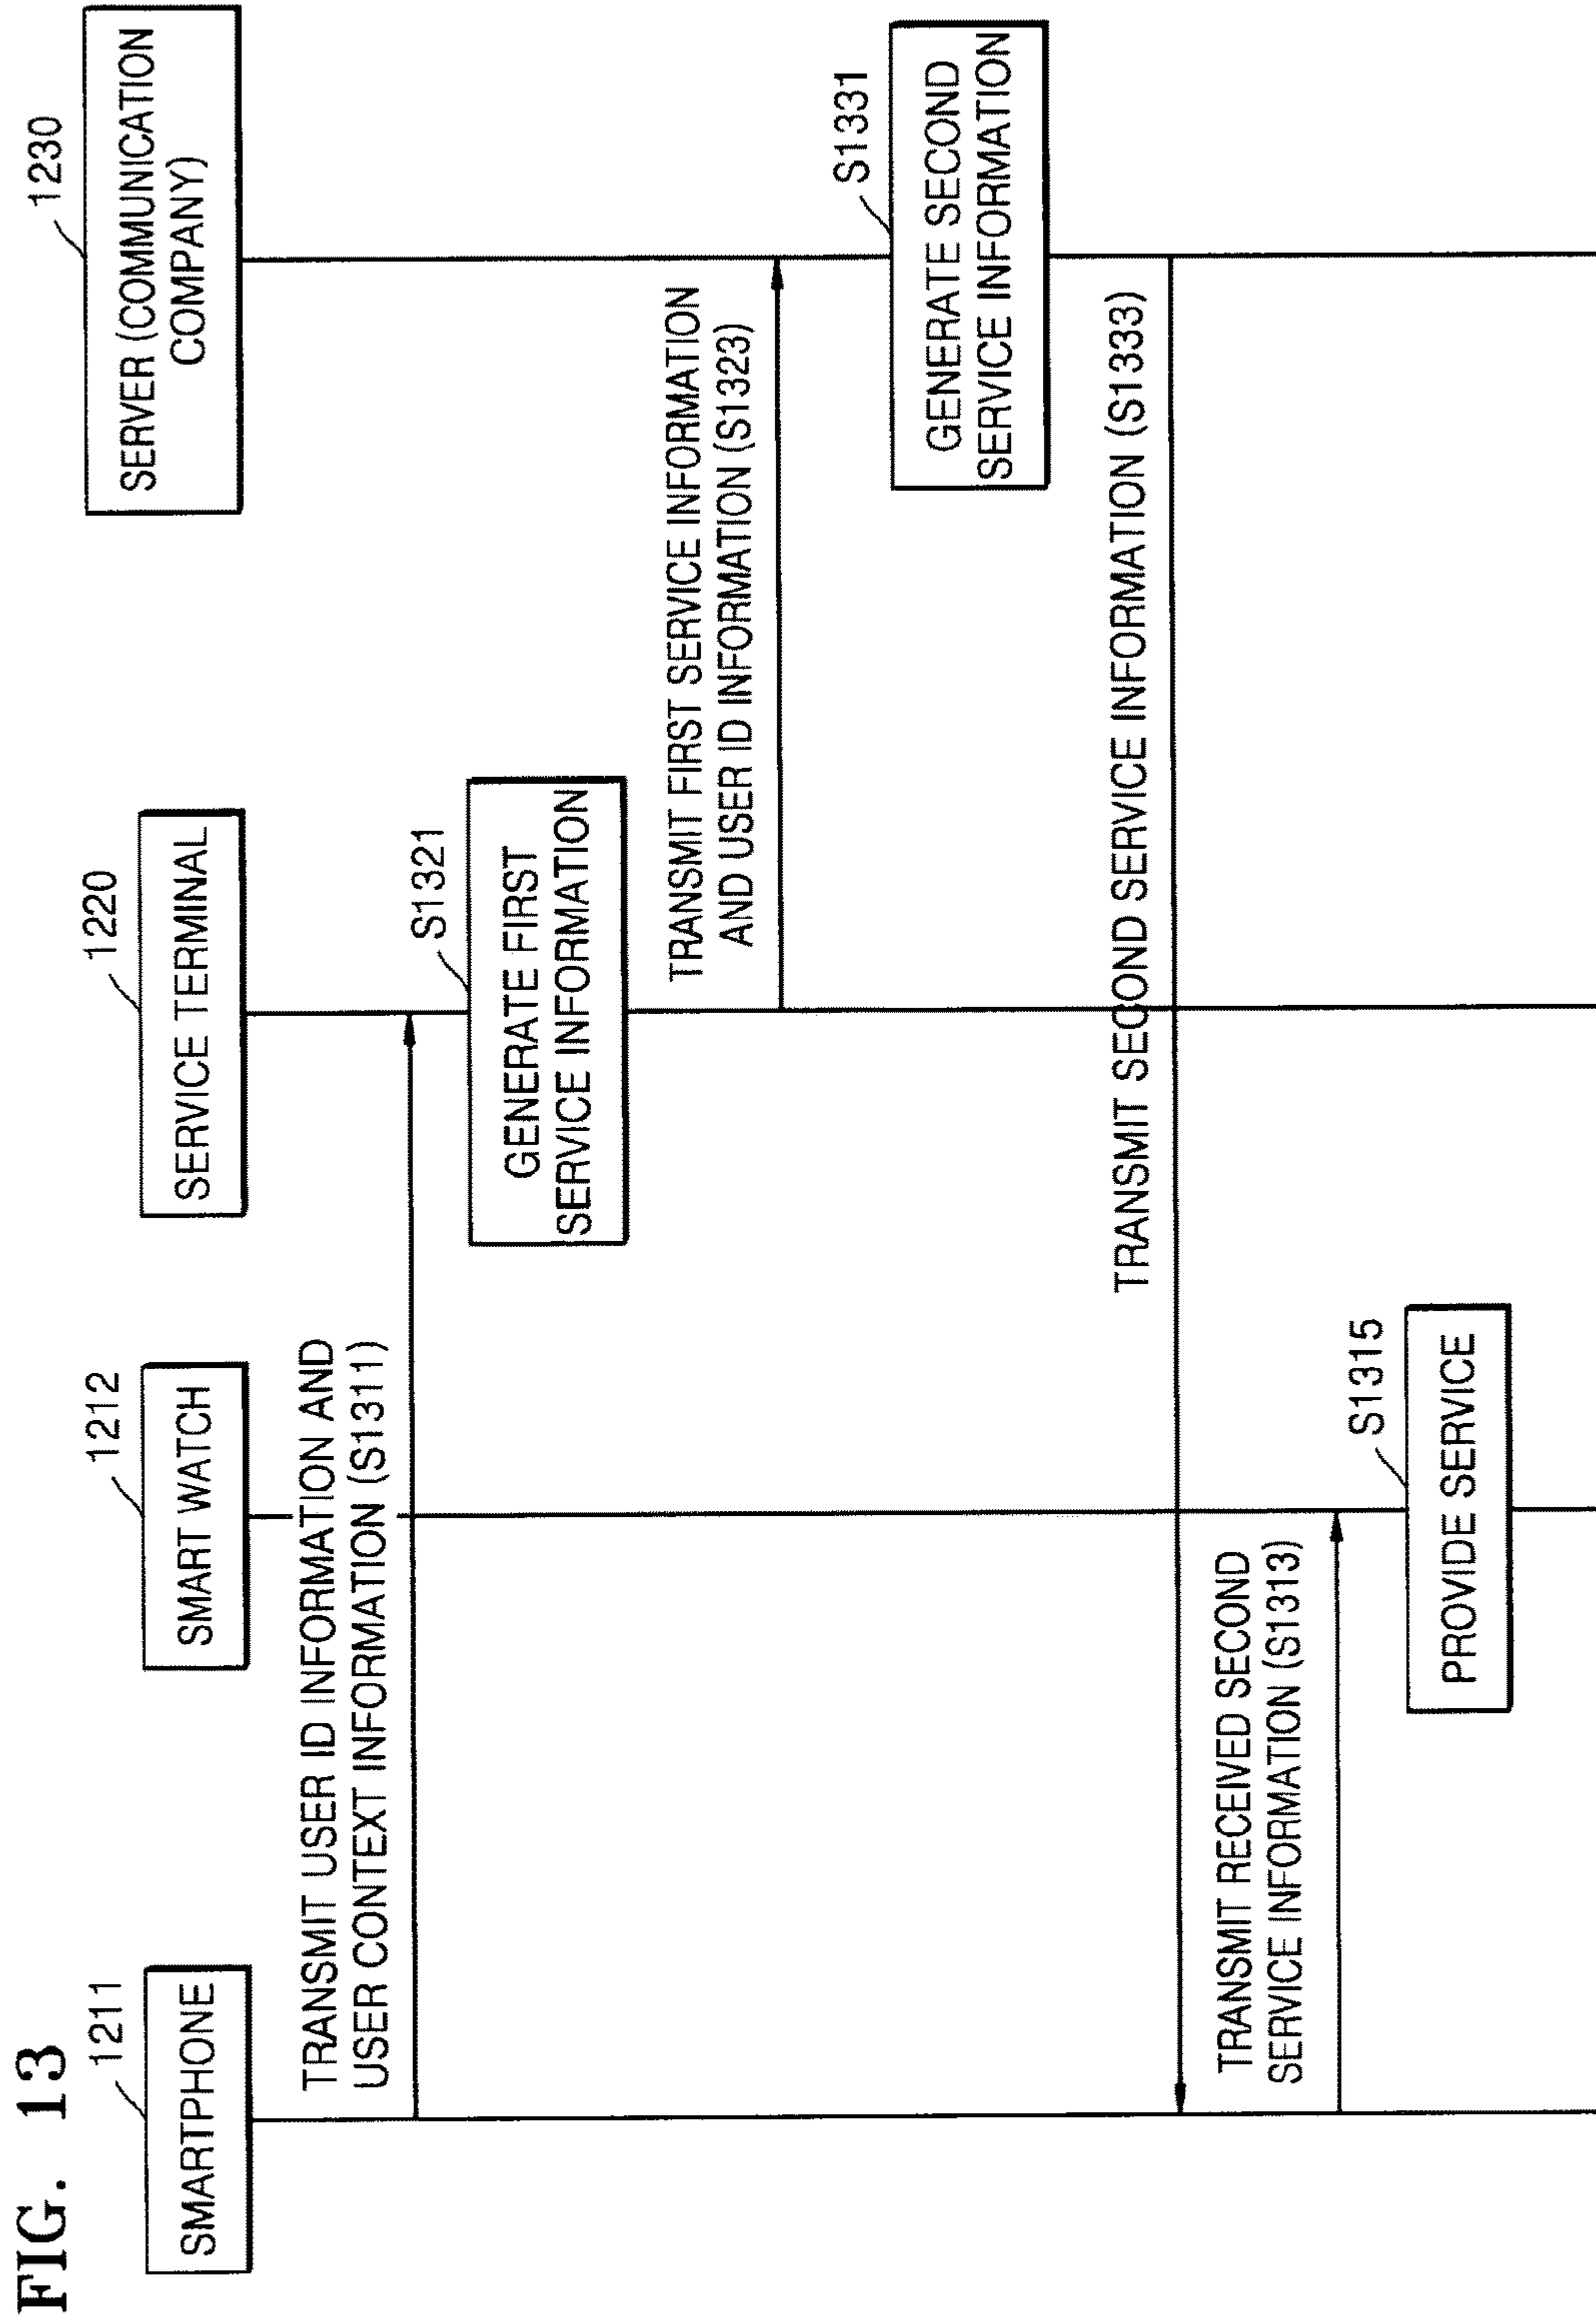 FIG. 13
1211
SMARTPHONE
1212
SMART WATCH
1220
SERVICE TERMINAL
1230
SERVER (COMMUNICATION
COMPANY)
TRANSMIT USER ID INFORMATION AND
USER CONTEXT INFORMATION (S1311)
S1321
GENERATE FIRST
SERVICE INFORMATION
TRANSMIT FIRST SERVICE INFORMATION
AND USER ID INFORMATION (S1323)
S1331
GENERATE SECOND
SERVICE INFORMATION
TRANSMIT SECOND SERVICE INFORMATION (S1333)
TRANSMIT RECEIVED SECOND
SERVICE INFORMATION (S1313)
S1315
PROVIDE SERVICE